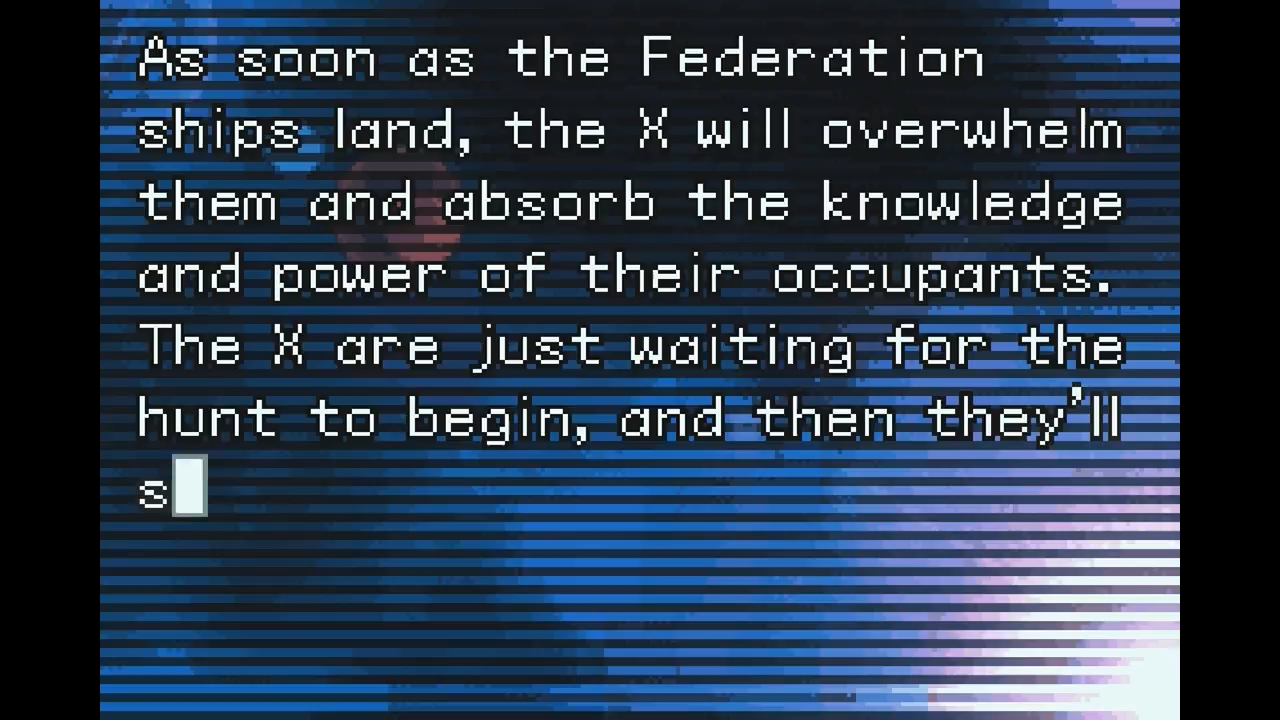 As soon as the Federation
ships land, the X will overwhelm
them and absorb the knowledge
and power of their occupants.
The X are just waiting for the
hunt to begin, and then they'll
s